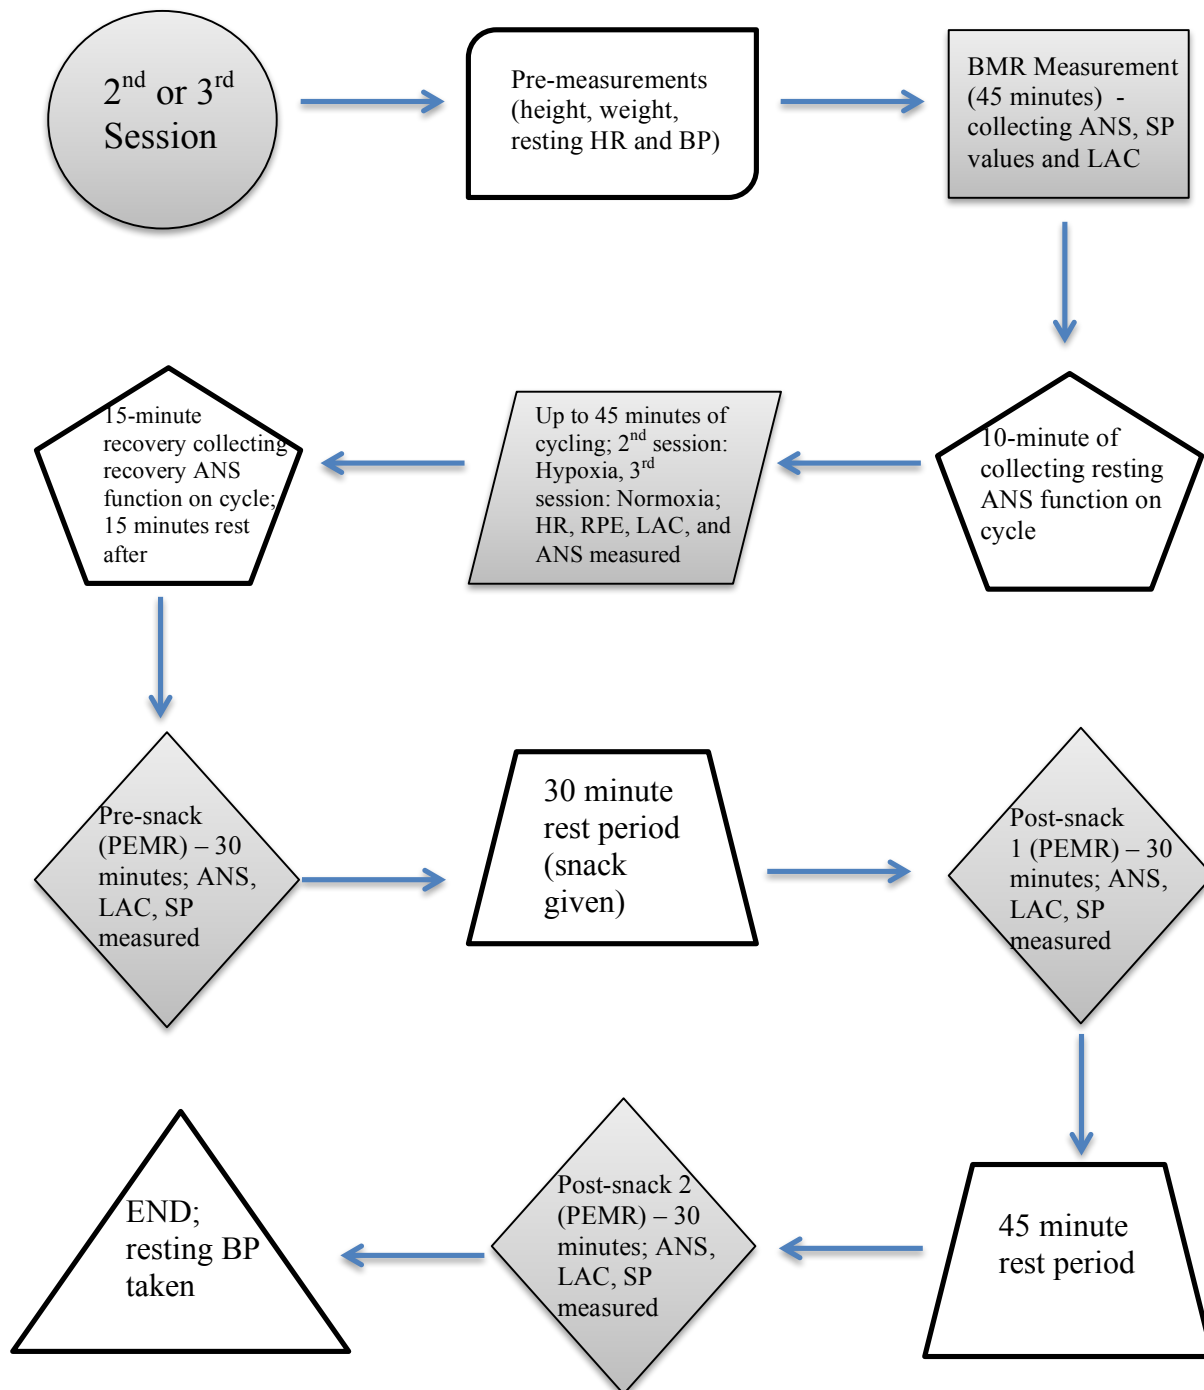 2nd or 3rd
Session
Pre-measurements
(height, weight,
resting HR and BP)
BMR Measurement
(45 minutes)  -
collecting ANS, SP
values and LAC
10-minute of
collecting resting
ANS function on
cycle
Up to 45 minutes of
cycling; 2nd session:
Hypoxia, 3rd
session: Normoxia;
HR, RPE, LAC, and
ANS measured
15-minute
recovery collecting
recovery ANS
function on cycle;
15 minutes rest
after
Pre-snack
(PEMR) – 30
minutes; ANS,
LAC, SP
measured
30 minute
rest period
(snack
given)
Post-snack
1 (PEMR) – 30
minutes; ANS,
LAC, SP
measured
45 minute
rest period
Post-snack 2
(PEMR) – 30
minutes; ANS,
LAC, SP
measured
END;
resting BP
taken